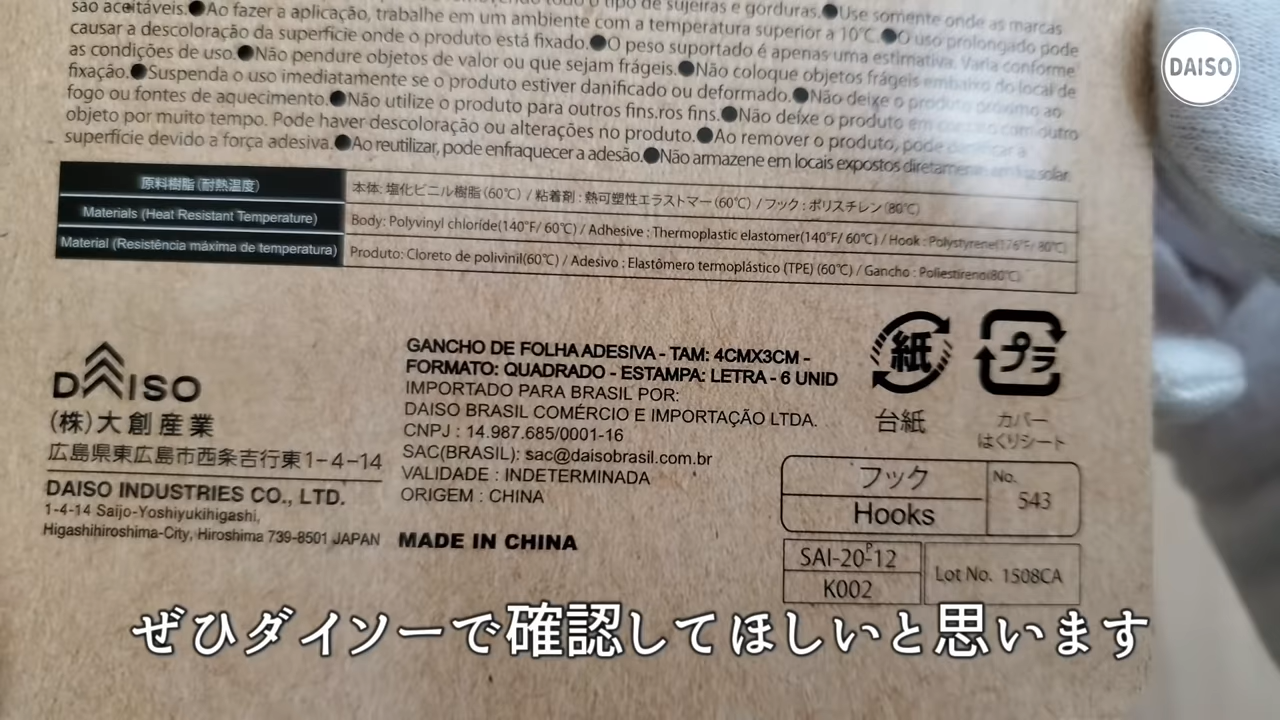 são aceitáveis.●Ao fazer a aplicação, trabalhe em um ambiente com a temperatura superior a 10℃.●O uso prolongado pode
tipo de sujeiras e gorduras.●Use somente onde as marcas
causar a descoloração da superfície onde o produto está fixado.●O peso suportado é apenas uma estimativa. Varia conforme
as condições de uso.●Não pendure objetos de valor ou que sejam frágeis.●Não coloque objetos frágeis embaixo do local de
fixação.●Suspenda o uso imediatamente se o produto estiver danificado ou deformado.●Não deixe o produto próximo ao
fogo ou fontes de aquecimento.●Não utilize o produto para outros fins.ros fins.●Não deixe o produto em contato com outro
objeto por muito tempo. Pode haver descoloração ou alterações no produto.●Ao remover o produto, pode
superfície devido a força adesiva.●Ao reutilizar, pode enfraquecer a adesão.●Não armazene em locais expostos diretamente solar
原料樹脂(耐熱温度) 本体: 塩化ビニル樹脂(60℃) / 粘着剤 : 熱可塑性エラストマー(60℃) / フック : ポリスチレン(80℃)
Materials (Heat Resistant Temperature) Body: Polyvinyl chloride(140°F/ 60℃) / Adhesive : Thermoplastic elastomer(140°F/ 60℃) / Hook : Polystyrene(176°F/ 80℃)
Material (Resistência máxima de temperatura) Produto: Cloreto de polivinil(60℃) / Adesivo : Elastômero termoplástico (TPE) (60℃) / Gancho : Poliestireno(80℃)
DAISO
(株)大創産業
広島県東広島市西条吉行東1-4-14
DAISO INDUSTRIES CO., LTD.
1-4-14 Saijo-Yoshiyukihigashi,
Higashihiroshima-City, Hiroshima 739-8501 JAPAN
GANCHO DE FOLHA ADESIVA - TAM: 4CMX3CM -
FORMATO: QUADRADO - ESTAMPA: LETRA - 6 UNID
IMPORTADO PARA BRASIL POR:
DAISO BRASIL COMÉRCIO E IMPORTAÇÃO LTDA.
CNPJ : 14.987.685/0001-16
SAC(BRASIL): sac@daisobrasil.com.br
VALIDADE : INDETERMINADA
ORIGEM : CHINA
MADE IN CHINA
紙
台紙
プラ
カバー
はくりシート
フック
Hooks
No.
543
SAI-20-P-12
K002
Lot No. 1508CA
DAISO
ぜひダイソーで確認してほしいと思います